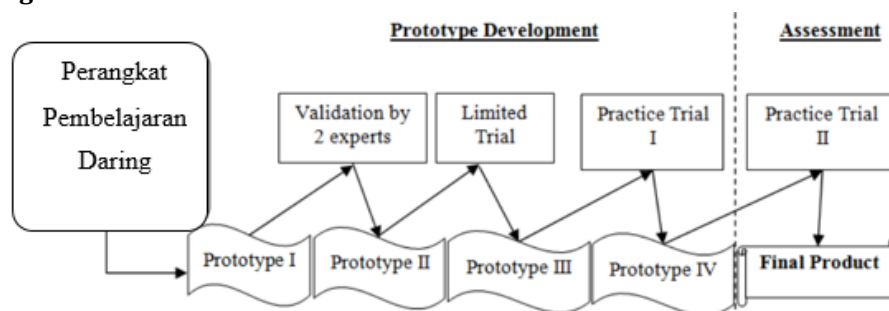 Prototype Development
Assessment
Perangkat
Pembelajaran
Daring
Validation by
2 experts
Limited
Trial
Practice Trial
I
Practice Trial
II
Prototype I
Prototype II
Prototype III
Prototype IV
Final Product